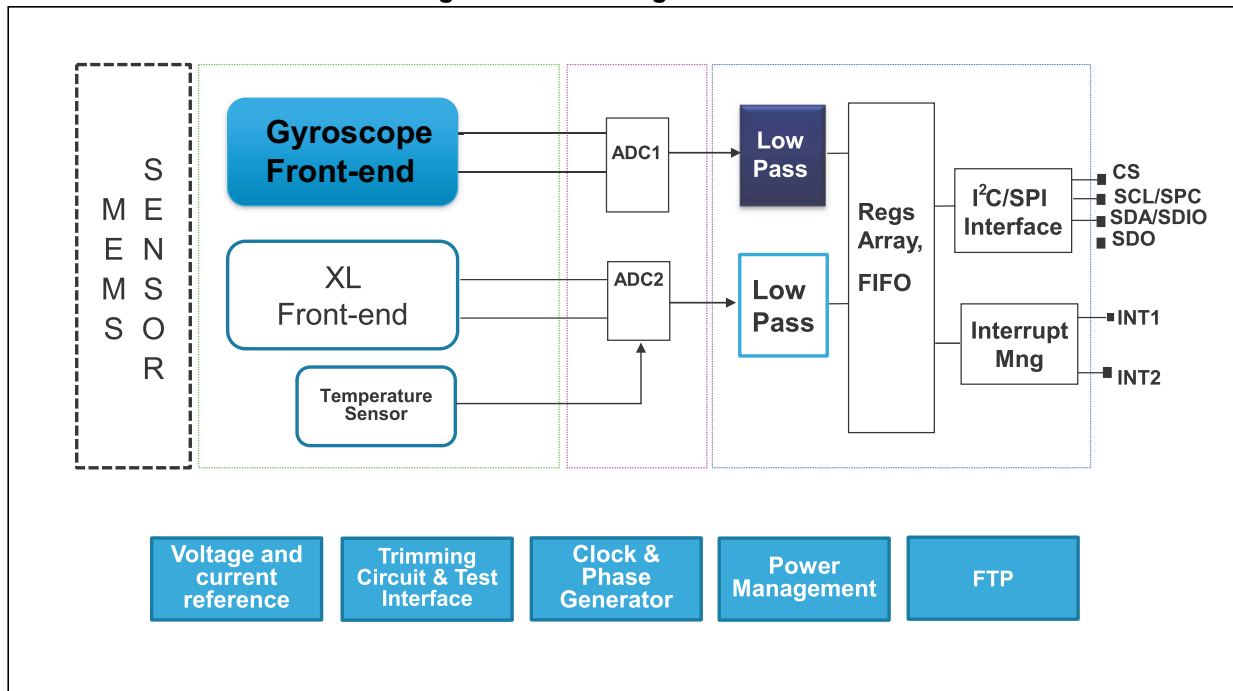 MEMS
SENSOR
Gyroscope
Front-end
XL
Front-end
Temperature
Sensor
ADC1
ADC2
Low
Pass
Low
Pass
Regs
Array,
FIFO
I²C/SPI
Interface
Interrupt
Mng
CS
SCL/SPC
SDA/SDIO
SDO
INT1
INT2
Voltage and
current
reference
Trimming
Circuit & Test
Interface
Clock &
Phase
Generator
Power
Management
FTP